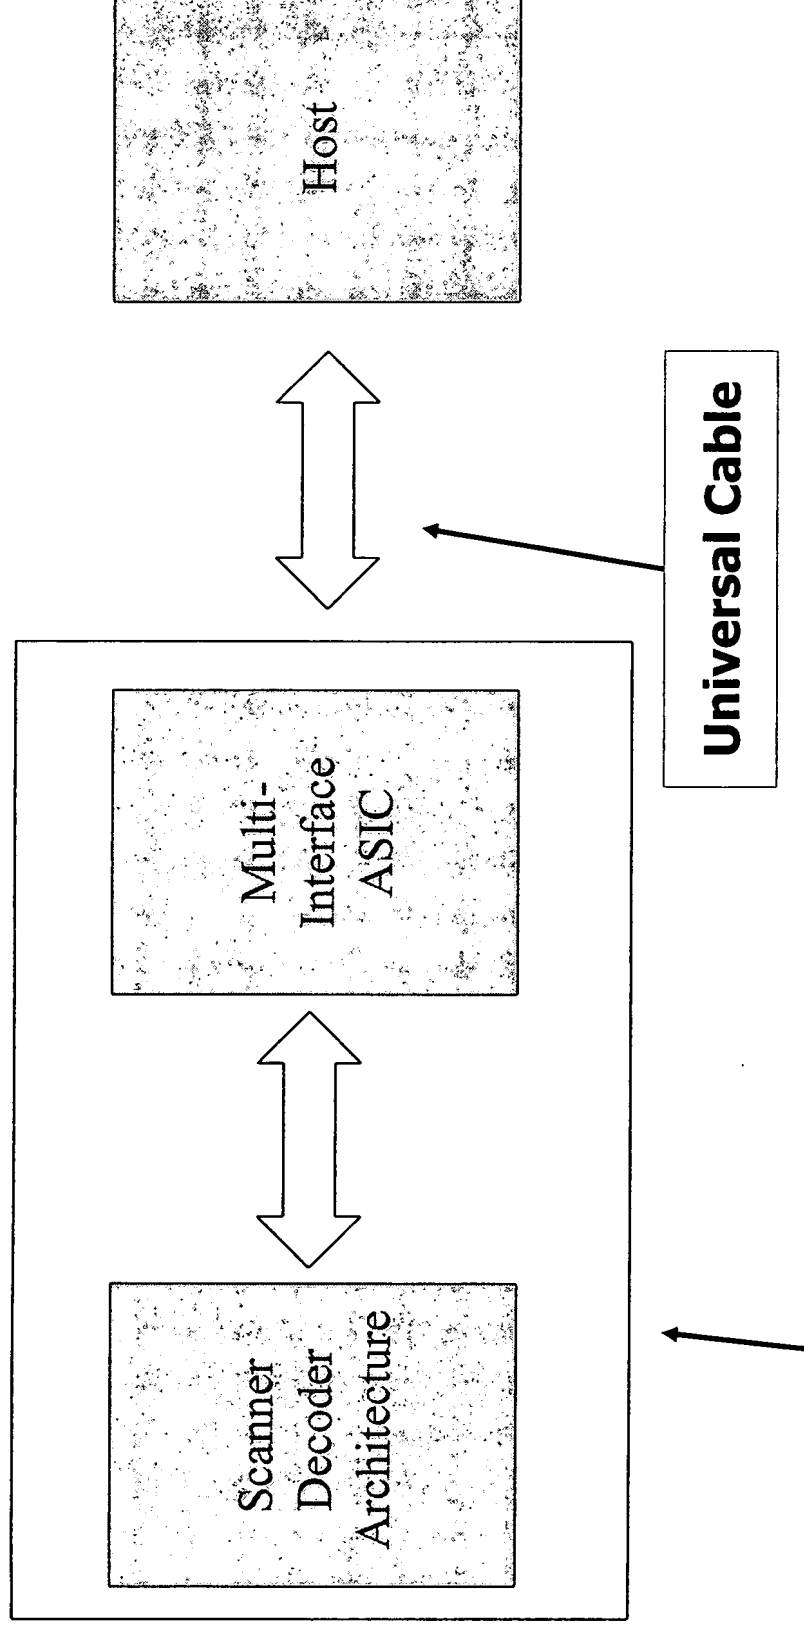 Scanner
Decoder
Architecture
Multi-
Interface
ASIC
Host
Universal Cable